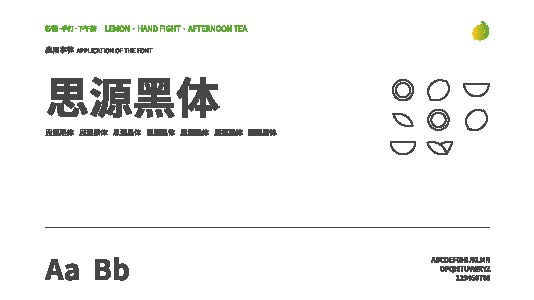 柠檬·手打·下午茶 LEMON · HAND FIGHT · AFTERNOON TEA
应用字体 APPLICATION OF THE FONT
思源黑体
思源黑体 思源黑体 思源黑体 思源黑体 思源黑体 思源黑体 思源黑体
Aa Bb
ABCDEFGHIJKLMN
OPQRSTUVWXYZ